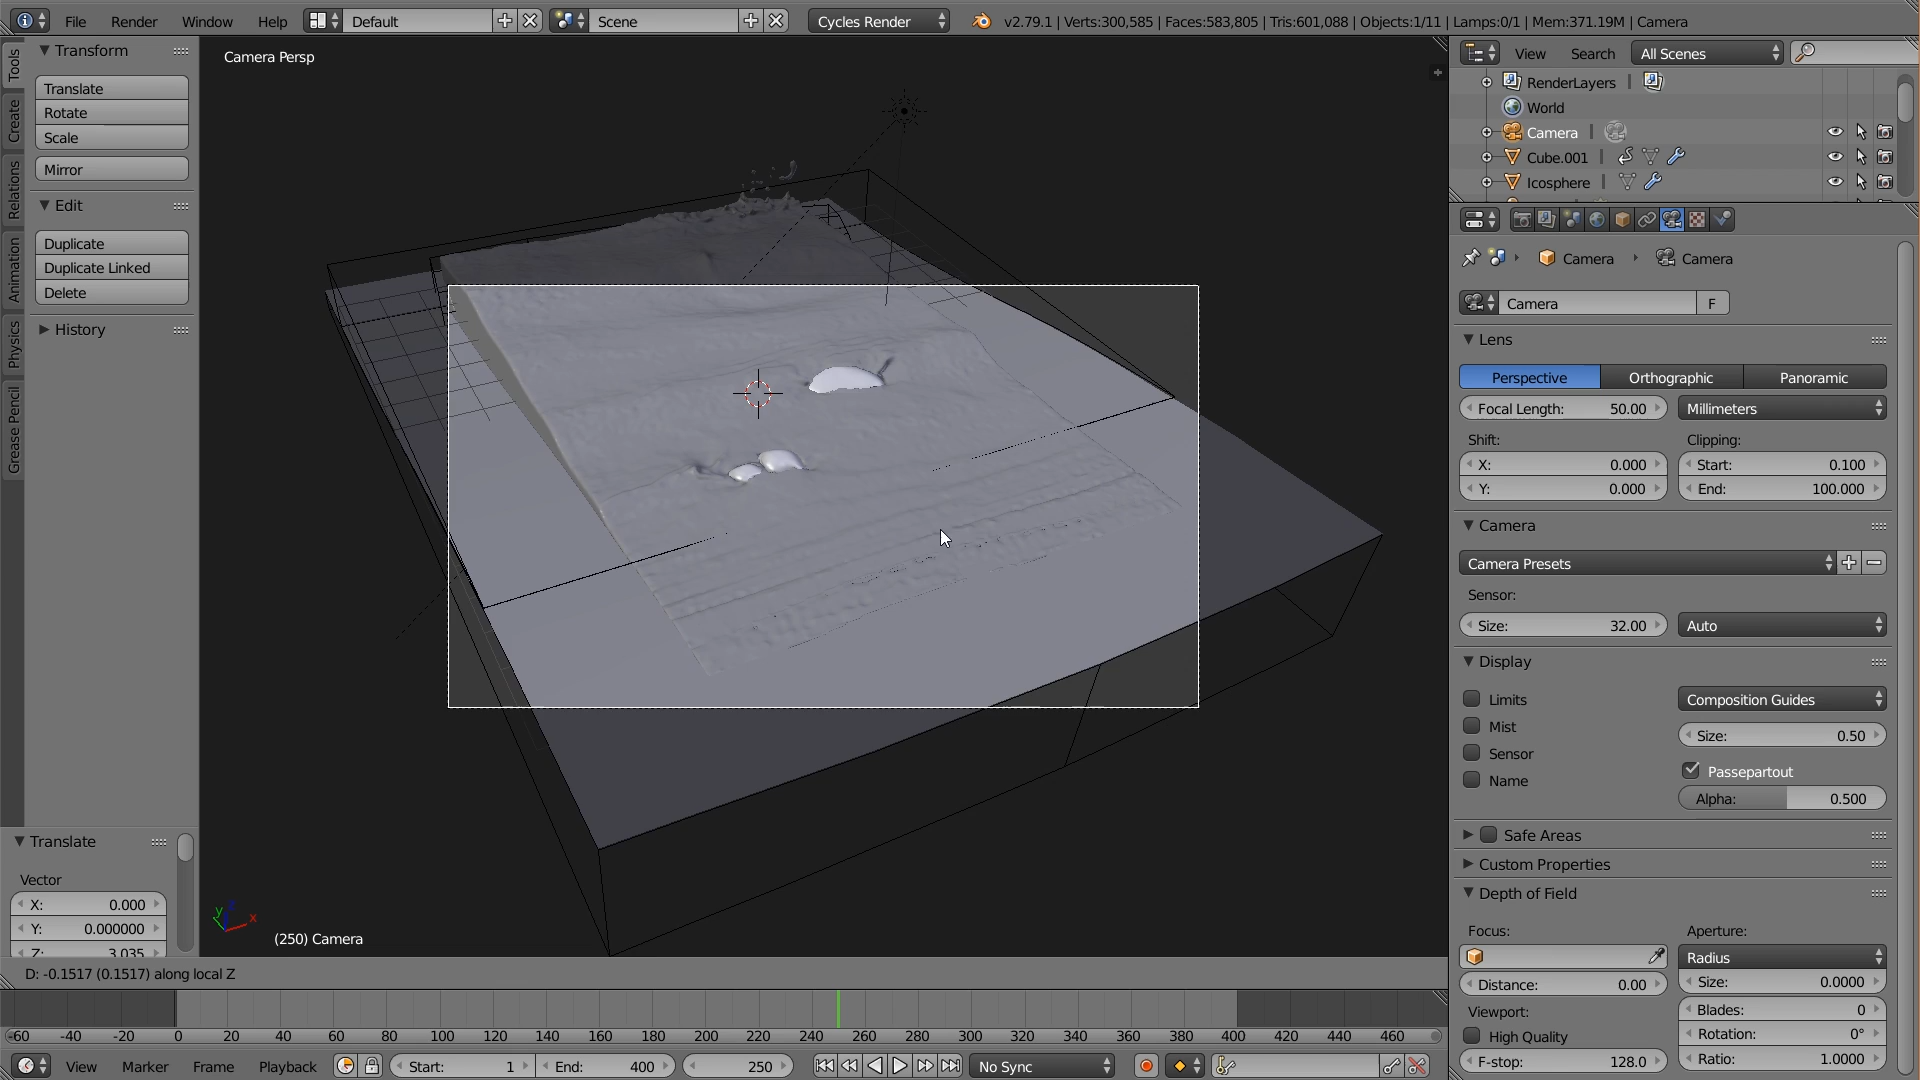 File Render Window Help Default Scene Cycles Render v2.79.1 | Verts:300,585 | Faces:583,805 | Tris:601,088 | Objects:1/11 | Lamps:0/1 | Mem:371.19M | Camera
Tools
Create
Relations
Animation
Physics
Grease Pencil
Transform
Translate
Rotate
Scale
Mirror
Edit
Duplicate
Duplicate Linked
Delete
History
Translate
Vector
X: 0.000
Y: 0.000000
Z: 3.035
Camera Persp
y x
(250) Camera
D: -0.1517 (0.1517) along local Z
View Search All Scenes
RenderLayers
World
Camera
Cube.001
Icosphere
Camera Camera
Camera F
Lens
Perspective Orthographic Panoramic
Focal Length: 50.00 Millimeters
Shift: Clipping:
X: 0.000 Start: 0.100
Y: 0.000 End: 100.000
Camera
Camera Presets
Sensor:
Size: 32.00 Auto
Display
Limits Composition Guides
Mist Size: 0.50
Sensor Passepartout
Name Alpha: 0.500
Safe Areas
Custom Properties
Depth of Field
Focus: Aperture:
Radius
Distance: 0.00 Size: 0.0000
Viewport: Blades: 0
High Quality Rotation: 0°
F-stop: 128.0 Ratio: 1.0000
-60 -40 -20 0 20 40 60 80 100 120 140 160 180 200 220 240 260 280 300 320 340 360 380 400 420 440 460
View Marker Frame Playback Start: 1 End: 400 250 No Sync